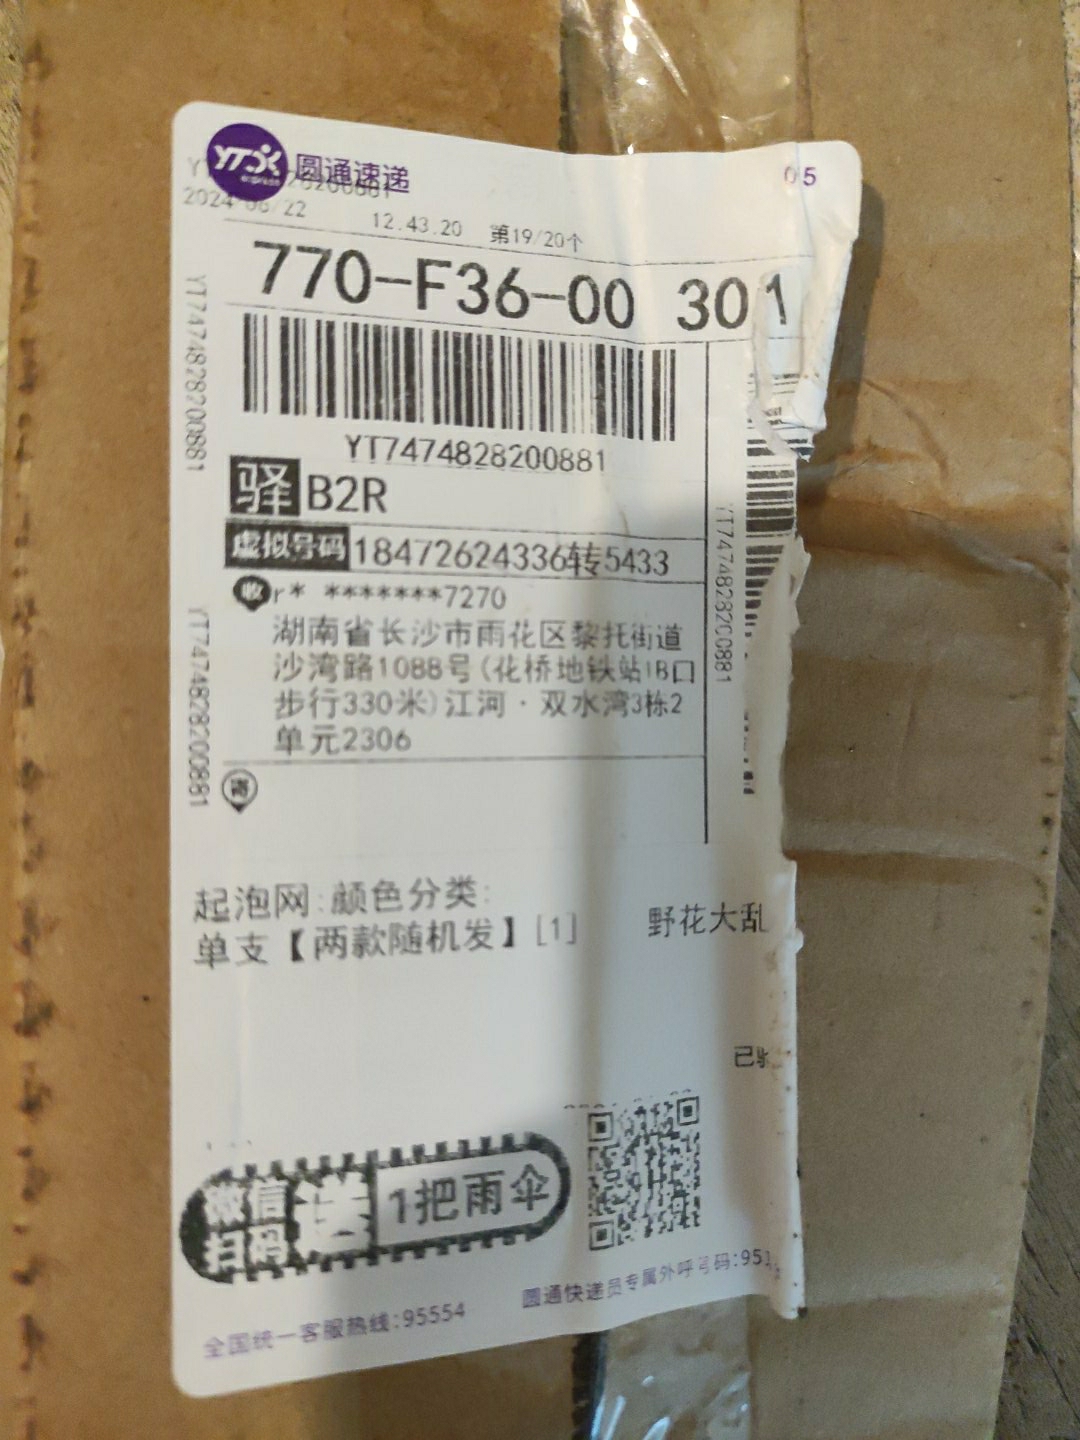 YTO express 圆通速递
05
2024 06/22 12.43.20 第19/20个
770-F36-00 301
YT7474828200881
驿 B2R
虚拟号码 18472624336转5433
收 r* *******7270
湖南省长沙市雨花区黎托街道
沙湾路1088号(花桥地铁站1B口
步行330米)江河·双水湾3栋2
单元2306
寄
YT7474828200881
YT7474828200881
YT7474828200881
起泡网:颜色分类:
单支【两款随机发】[1]
野花大乱
已验
微信扫码 送 1把雨伞
全国统一客服热线:95554
圆通快递员专属外呼号码:951